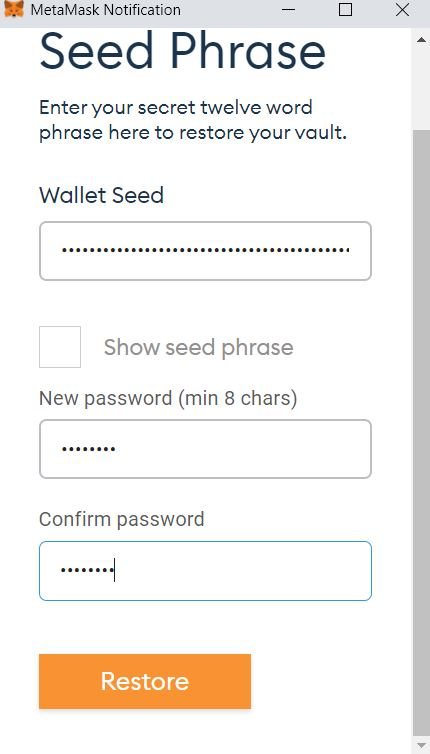 MetaMask Notification
Seed Phrase
Enter your secret twelve word
phrase here to restore your vault.
Wallet Seed
Show seed phrase
New password (min 8 chars)
Confirm password
Restore